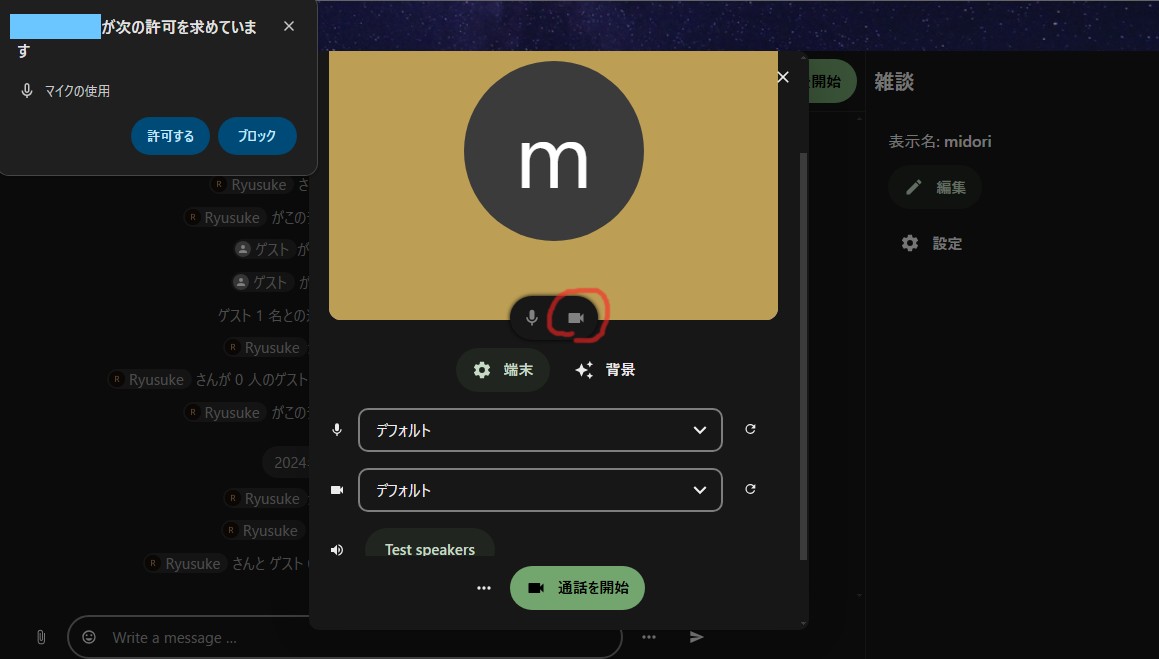 が次の許可を求めていま
す
マイクの使用
許可する
ブロック
R Ryusuke さ
R Ryusuke がこの
ゲスト が
ゲスト が
ゲスト 1 名との
R Ryusuke
R Ryusuke さんが 0 人のゲスト
R Ryusuke がこの
2024
R Ryusuke
R Ryusuke
R Ryusuke さんと ゲスト
Write a message ...
m
端末
背景
デフォルト
デフォルト
Test speakers
通話を開始
開始
雑談
表示名: midori
編集
設定